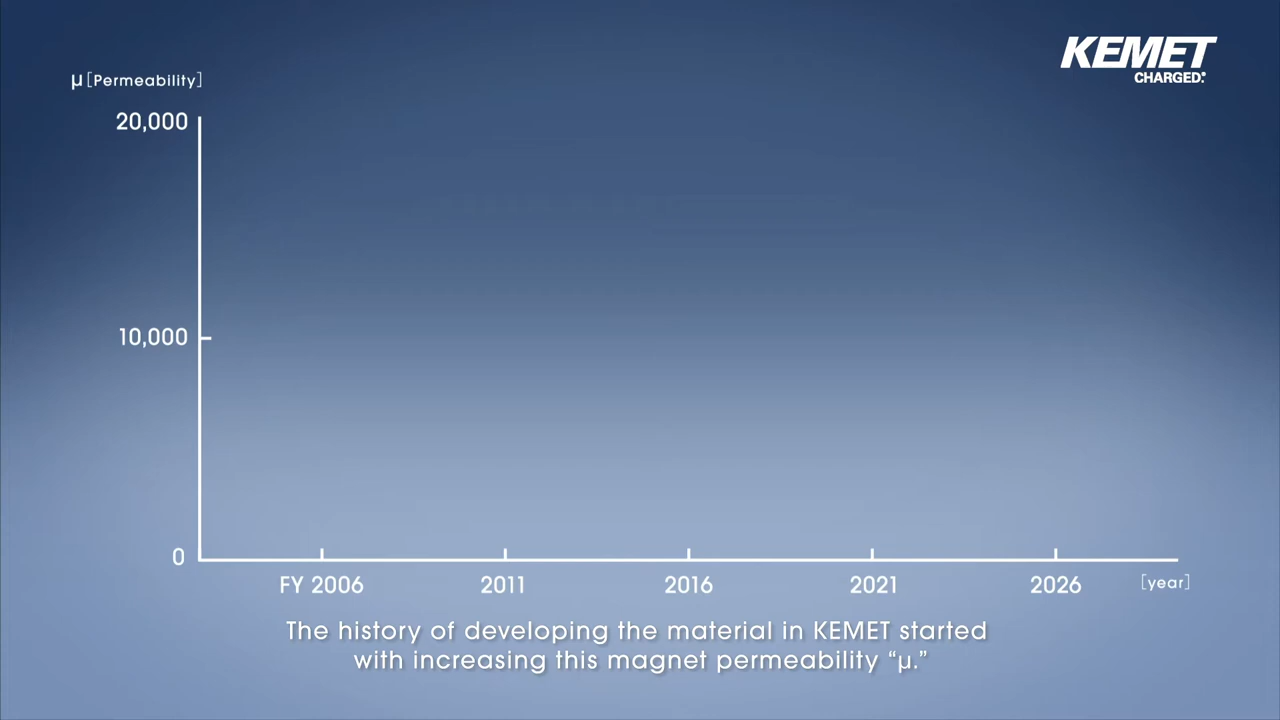 KEMET
CHARGED.
µ[Permeability]
20,000
10,000
0
FY 2006 2011 2016 2021 2026 [year]
The history of developing the material in KEMET started
with increasing this magnet permeability “µ.”